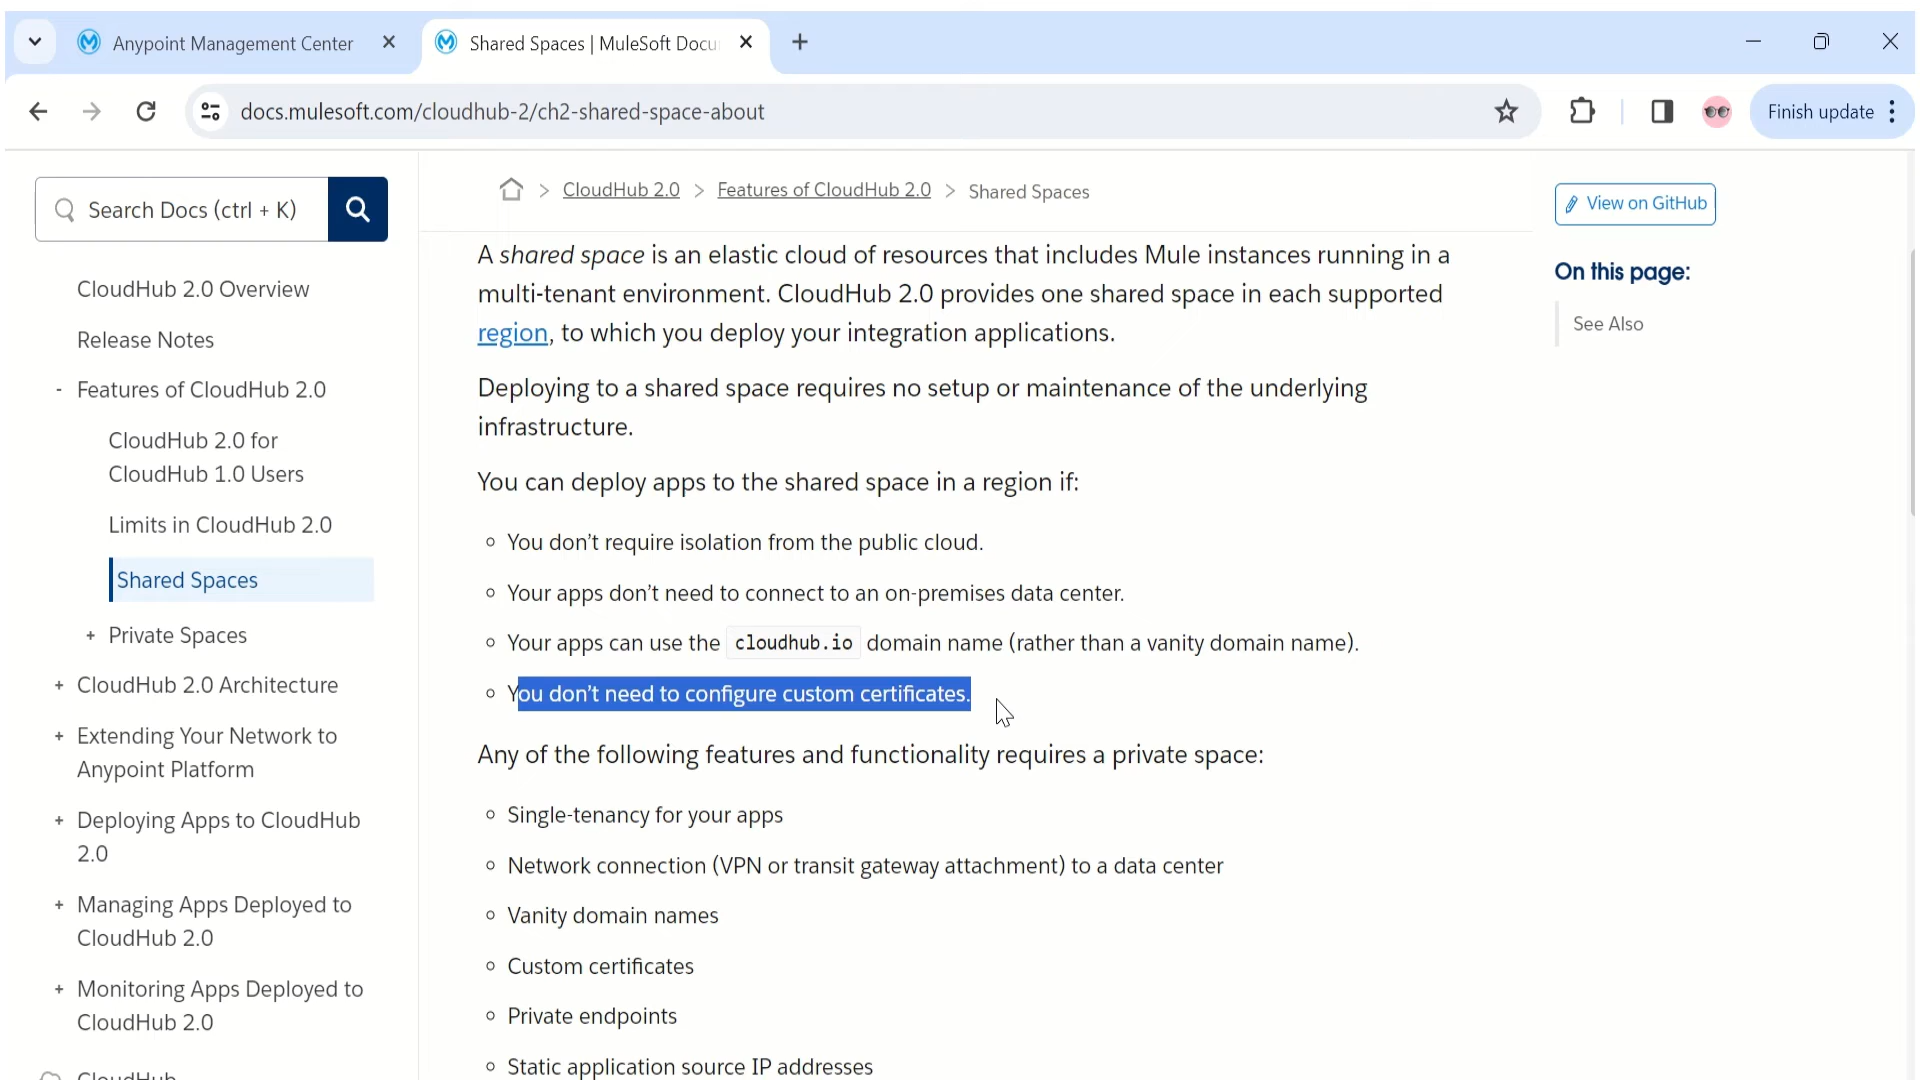 Anypoint Management Center
Shared Spaces | MuleSoft Docu
docs.mulesoft.com/cloudhub-2/ch2-shared-space-about
Finish update
Search Docs (ctrl + K)
CloudHub 2.0 Overview
Release Notes
- Features of CloudHub 2.0
CloudHub 2.0 for
CloudHub 1.0 Users
Limits in CloudHub 2.0
Shared Spaces
+ Private Spaces
+ CloudHub 2.0 Architecture
+ Extending Your Network to
Anypoint Platform
+ Deploying Apps to CloudHub
2.0
+ Managing Apps Deployed to
CloudHub 2.0
+ Monitoring Apps Deployed to
CloudHub 2.0
CloudHub
> CloudHub 2.0 > Features of CloudHub 2.0 > Shared Spaces
A shared space is an elastic cloud of resources that includes Mule instances running in a
multi-tenant environment. CloudHub 2.0 provides one shared space in each supported
region, to which you deploy your integration applications.
Deploying to a shared space requires no setup or maintenance of the underlying
infrastructure.
You can deploy apps to the shared space in a region if:
You don't require isolation from the public cloud.
Your apps don't need to connect to an on-premises data center.
Your apps can use the cloudhub.io domain name (rather than a vanity domain name).
You don't need to configure custom certificates.
Any of the following features and functionality requires a private space:
Single-tenancy for your apps
Network connection (VPN or transit gateway attachment) to a data center
Vanity domain names
Custom certificates
Private endpoints
Static application source IP addresses
View on GitHub
On this page:
See Also